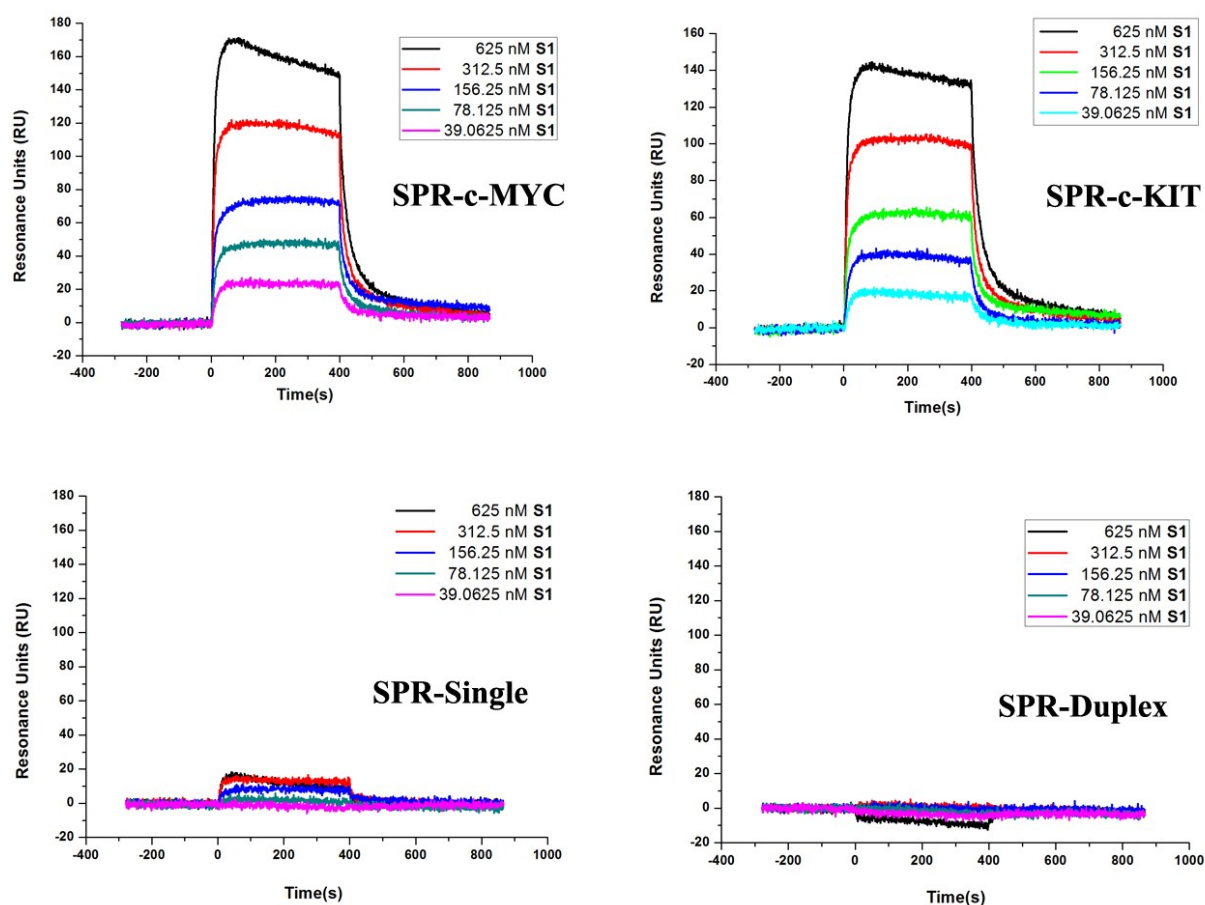 180
160
140
120
100
80
60
40
20
0
-20
Resonance Units (RU)
625 nM S1
312.5 nM S1
156.25 nM S1
78.125 nM S1
39.0625 nM S1
SPR-c-MYC
-400 -200 0 200 400 600 800 1000
Time(s)
160
140
120
100
80
60
40
20
0
-20
Resonance Units (RU)
625 nM S1
312.5 nM S1
156.25 nM S1
78.125 nM S1
39.0625 nM S1
SPR-c-KIT
-400 -200 0 200 400 600 800 1000
Time(s)
180
160
140
120
100
80
60
40
20
0
-20
Resonance Units (RU)
625 nM S1
312.5 nM S1
156.25 nM S1
78.125 nM S1
39.0625 nM S1
SPR-Single
-400 -200 0 200 400 600 800 1000
Time(s)
180
160
140
120
100
80
60
40
20
0
-20
Resonance Units (RU)
625 nM S1
312.5 nM S1
156.25 nM S1
78.125 nM S1
39.0625 nM S1
SPR-Duplex
-400 -200 0 200 400 600 800 1000
Time(s)